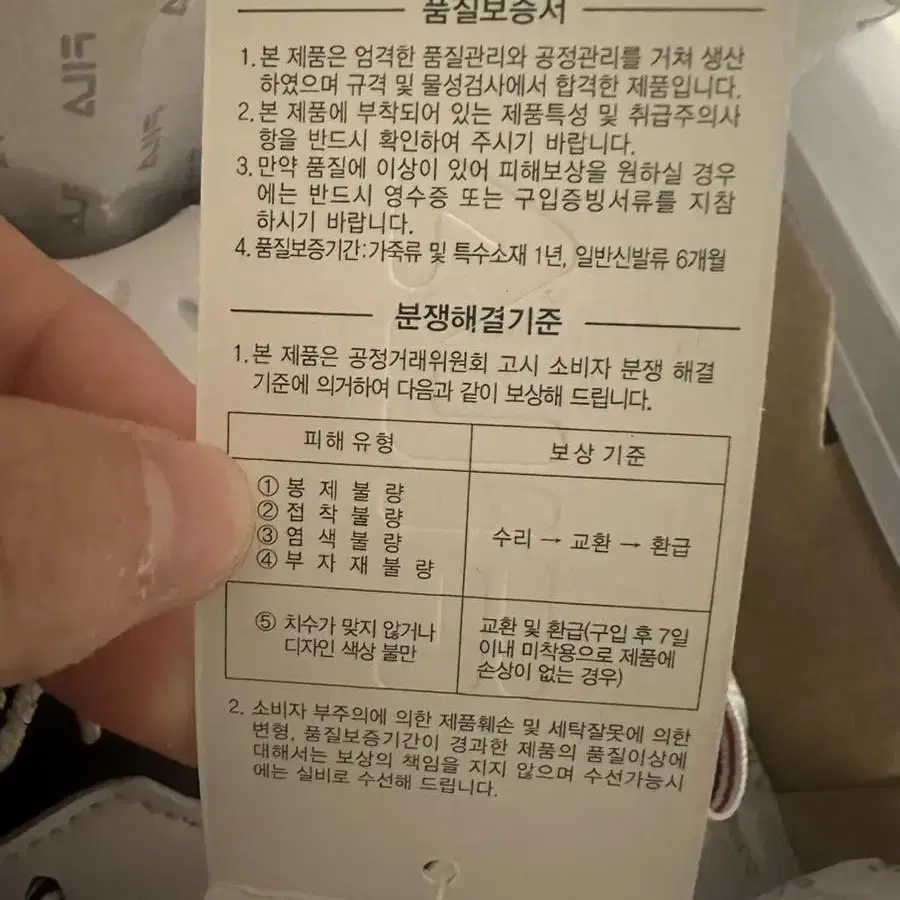 FILA
품질보증서
1. 본 제품은 엄격한 품질관리와 공정관리를 거쳐 생산
하였으며 규격 및 물성검사에서 합격한 제품입니다.
2. 본 제품에 부착되어 있는 제품특성 및 취급주의사
항을 반드시 확인하여 주시기 바랍니다.
3. 만약 품질에 이상이 있어 피해보상을 원하실 경우
에는 반드시 영수증 또는 구입증빙서류를 지참
하시기 바랍니다.
4. 품질보증기간:가죽류 및 특수소재 1년, 일반신발류 6개월
분쟁해결기준
1. 본 제품은 공정거래위원회 고시 소비자 분쟁 해결
기준에 의거하여 다음과 같이 보상해 드립니다.
피해 유형
보상 기준
① 봉 제 불 량
② 접 착 불 량
③ 염 색 불 량
④ 부 자 재 불 량
수리 → 교환 → 환급
⑤ 치수가 맞지 않거나
디자인 색상 불만
교환 및 환급(구입 후 7일
이내 미착용으로 제품에
손상이 없는 경우)
2. 소비자 부주의에 의한 제품훼손 및 세탁잘못에 의한
변형, 품질보증기간이 경과한 제품의 품질이상에
대해서는 보상의 책임을 지지 않으며 수선가능시
에는 실비로 수선해 드립니다.